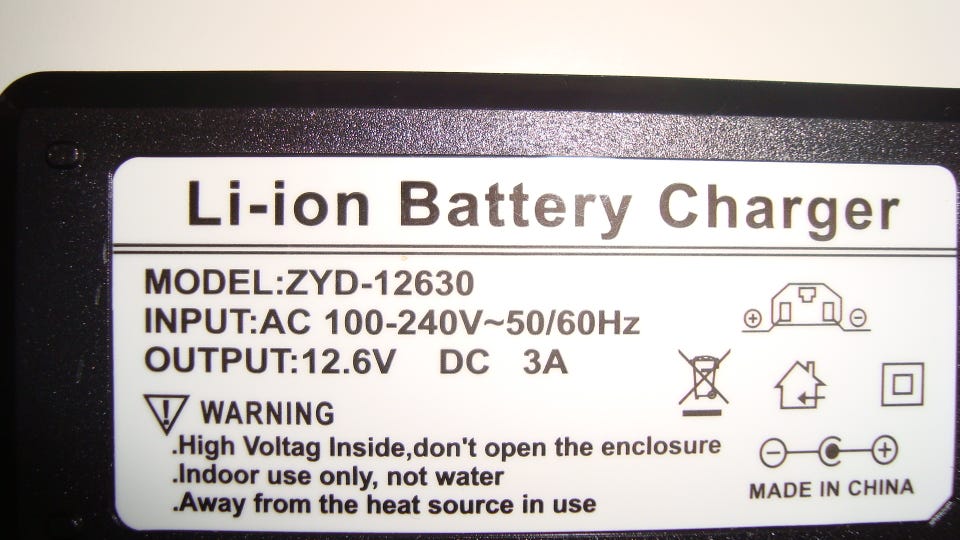 Li-ion Battery Charger
MODEL:ZYD-12630
INPUT:AC 100-240V~50/60Hz
OUTPUT:12.6V DC 3A
WARNING
.High Voltag Inside,don't open the enclosure
.Indoor use only, not water
.Away from the heat source in use
MADE IN CHINA